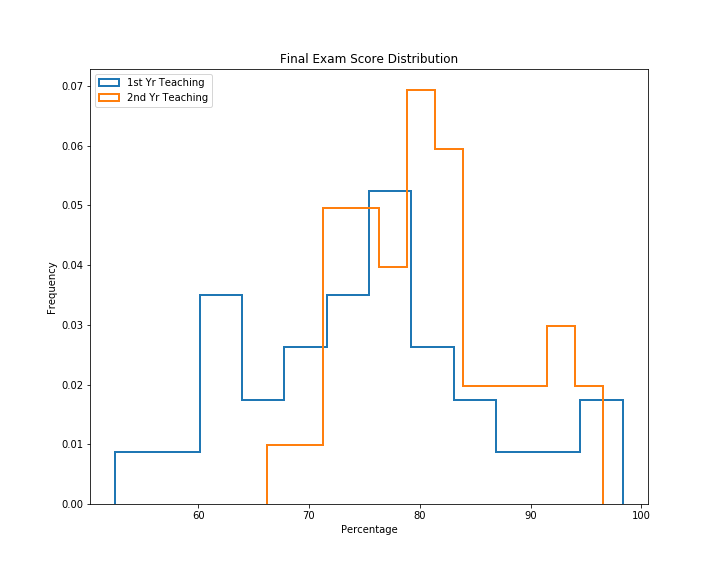 Final Exam Score Distribution
1st Yr Teaching
2nd Yr Teaching
0.07
0.06
0.05
0.04
0.03
0.02
0.01
0.00
Frequency
60 70 80 90 100
Percentage